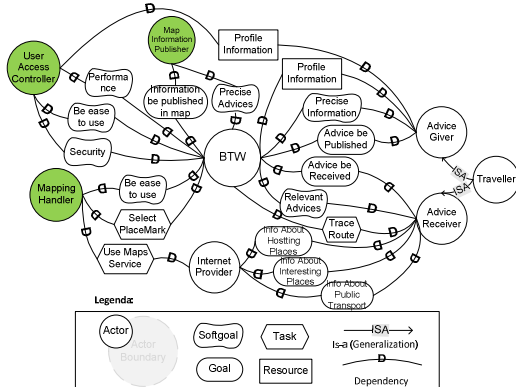 Map
Information
Publisher
Profile
Information
User
Access
Controller
Profile
Information
Performa
nce
Information
be published
in map
Precise
Advices
Be ease
to use
Precise
Information
Advice be
Published
Advice
Giver
Security
BTW
Advice be
Received
ISA
Traveller
ISA
Mapping
Handler
Be ease
to use
Relevant
Advices
Select
PlaceMark
Trace
Route
Advice
Receiver
Use Maps
Service
Internet
Provider
Info About
Hostting
Places
Info About
Interesting
Places
Info About
Public
Transport
Legenda:
Actor
Actor
Boundary
Softgoal
Task
ISA
Is-a (Generalization)
Goal
Resource
D
Dependency